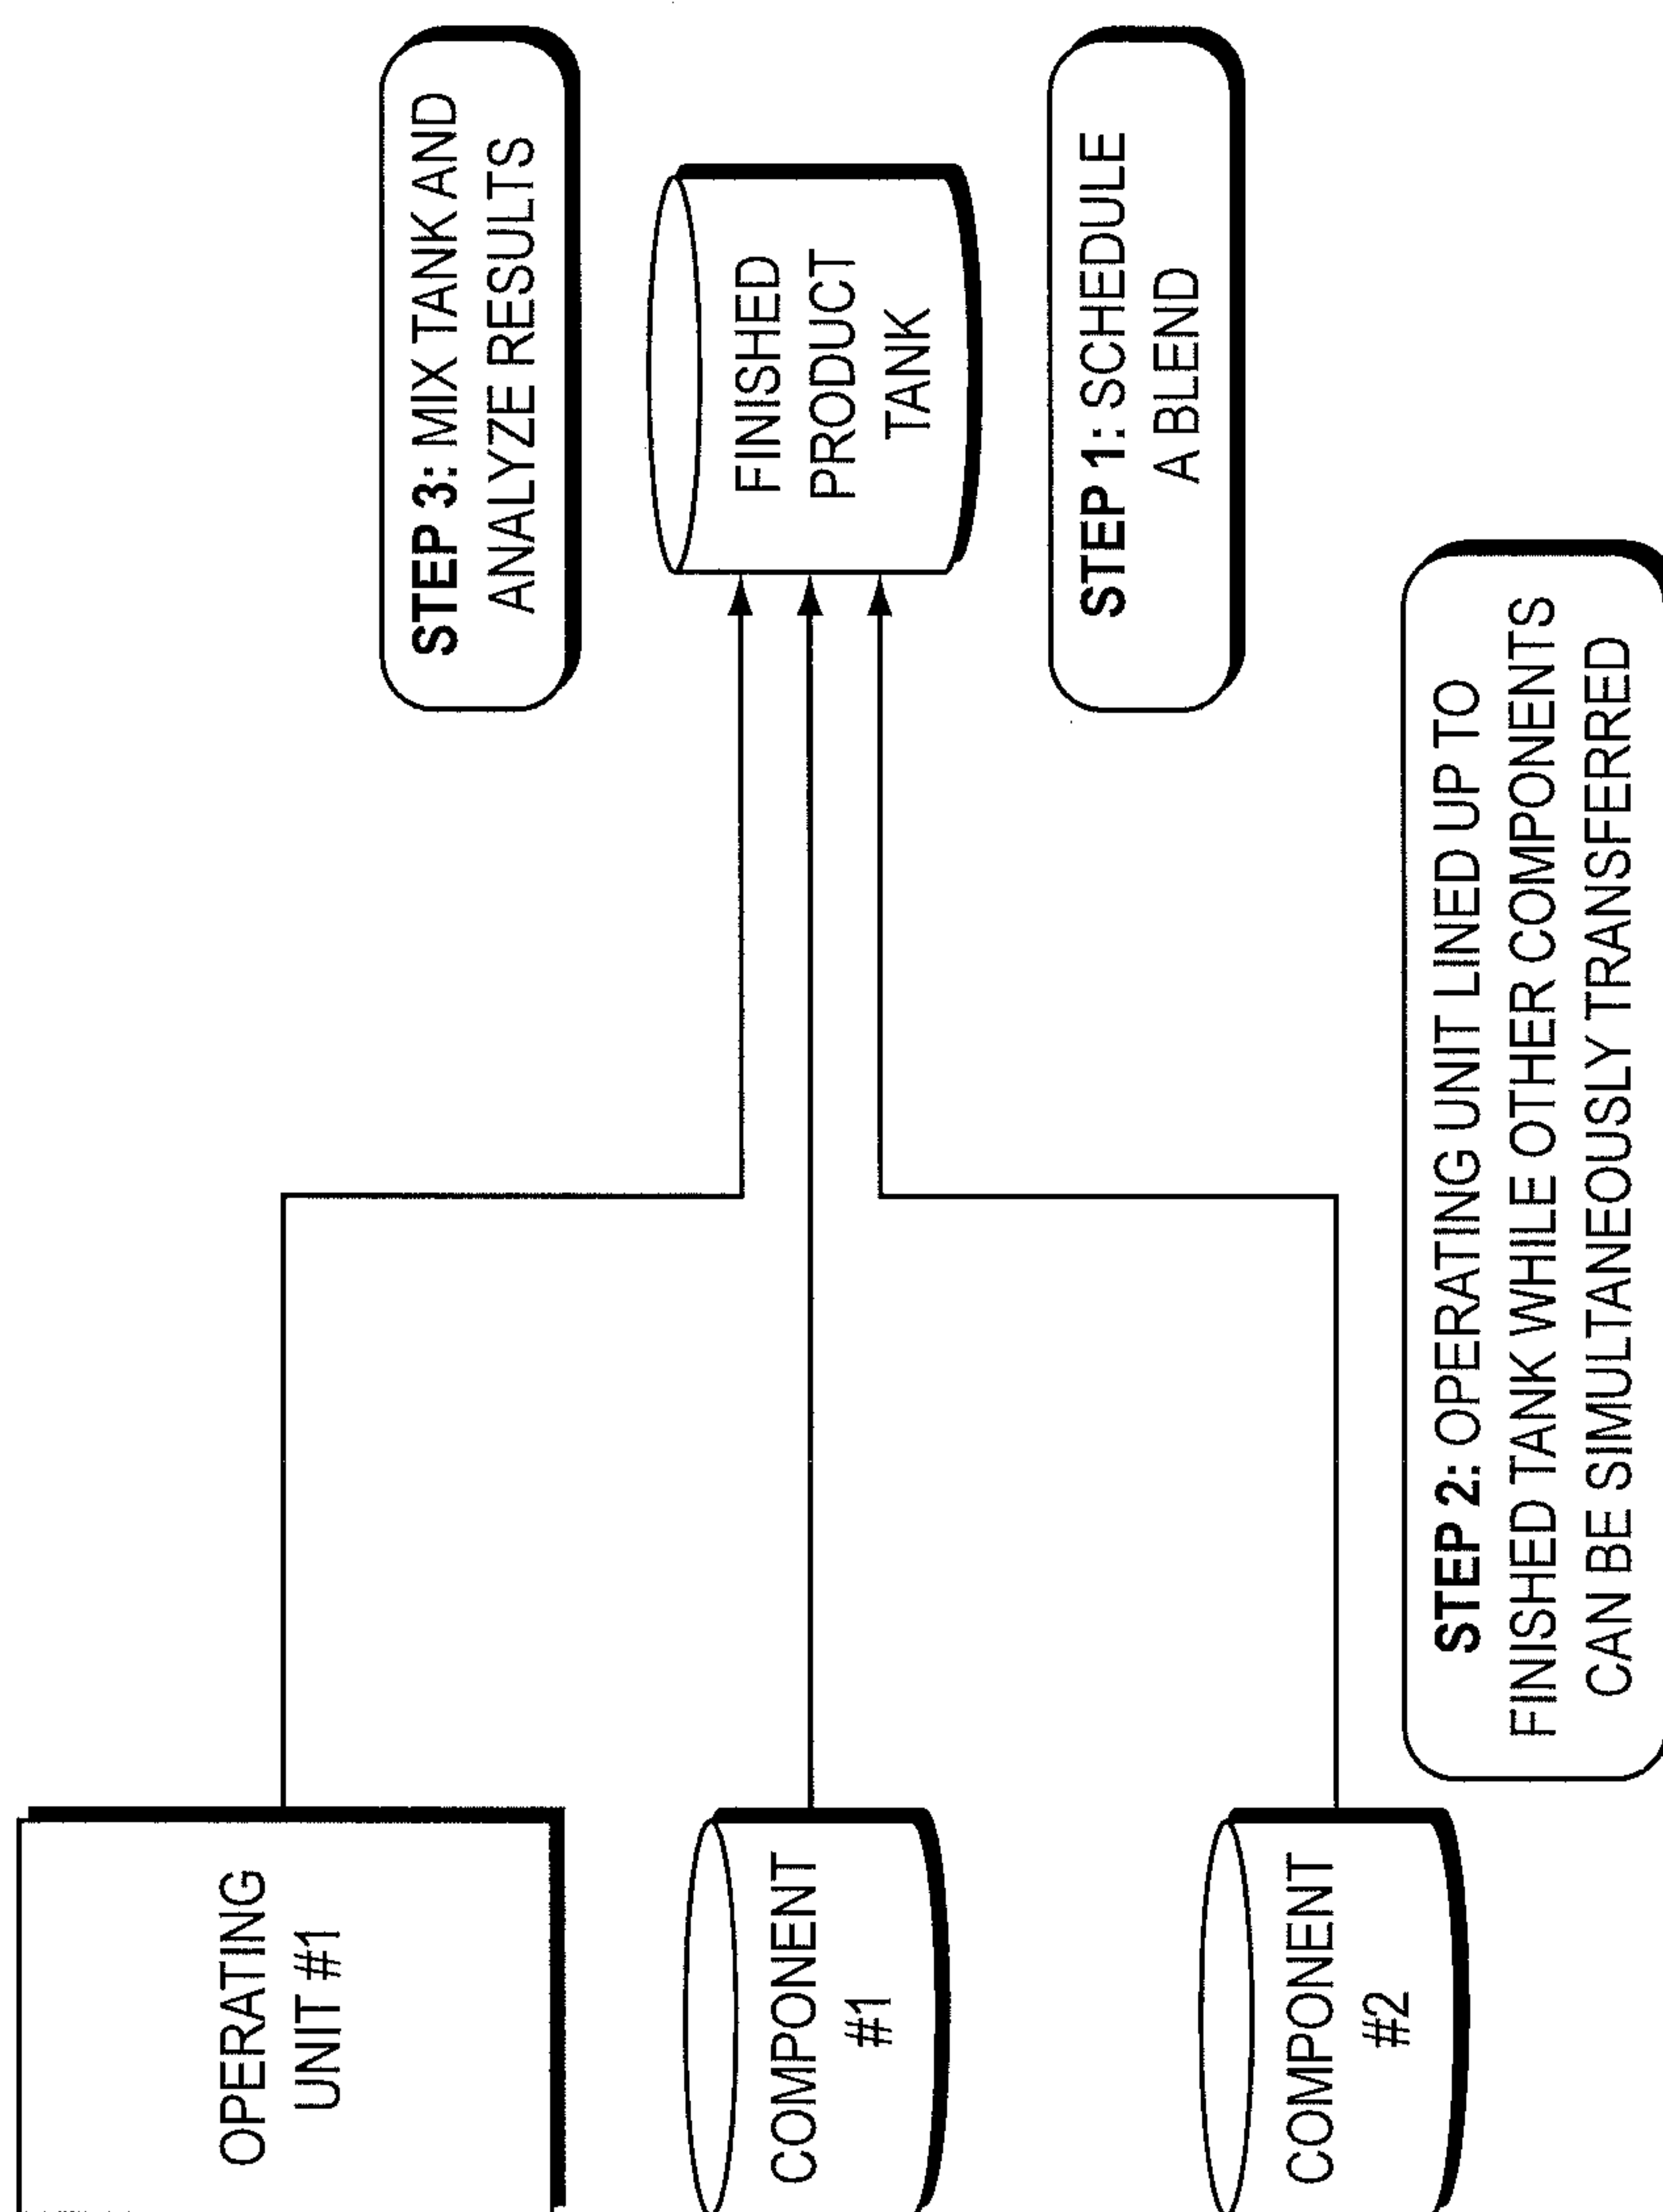 OPERATING
UNIT #1
COMPONENT
#1
COMPONENT
#2
STEP 3: MIX TANK AND
ANALYZE RESULTS
FINISHED
PRODUCT
TANK
STEP 1: SCHEDULE
A BLEND
STEP 2: OPERATING UNIT LINED UP TO
FINISHED TANK WHILE OTHER COMPONENTS
CAN BE SIMULTANEOUSLY TRANSFERRED